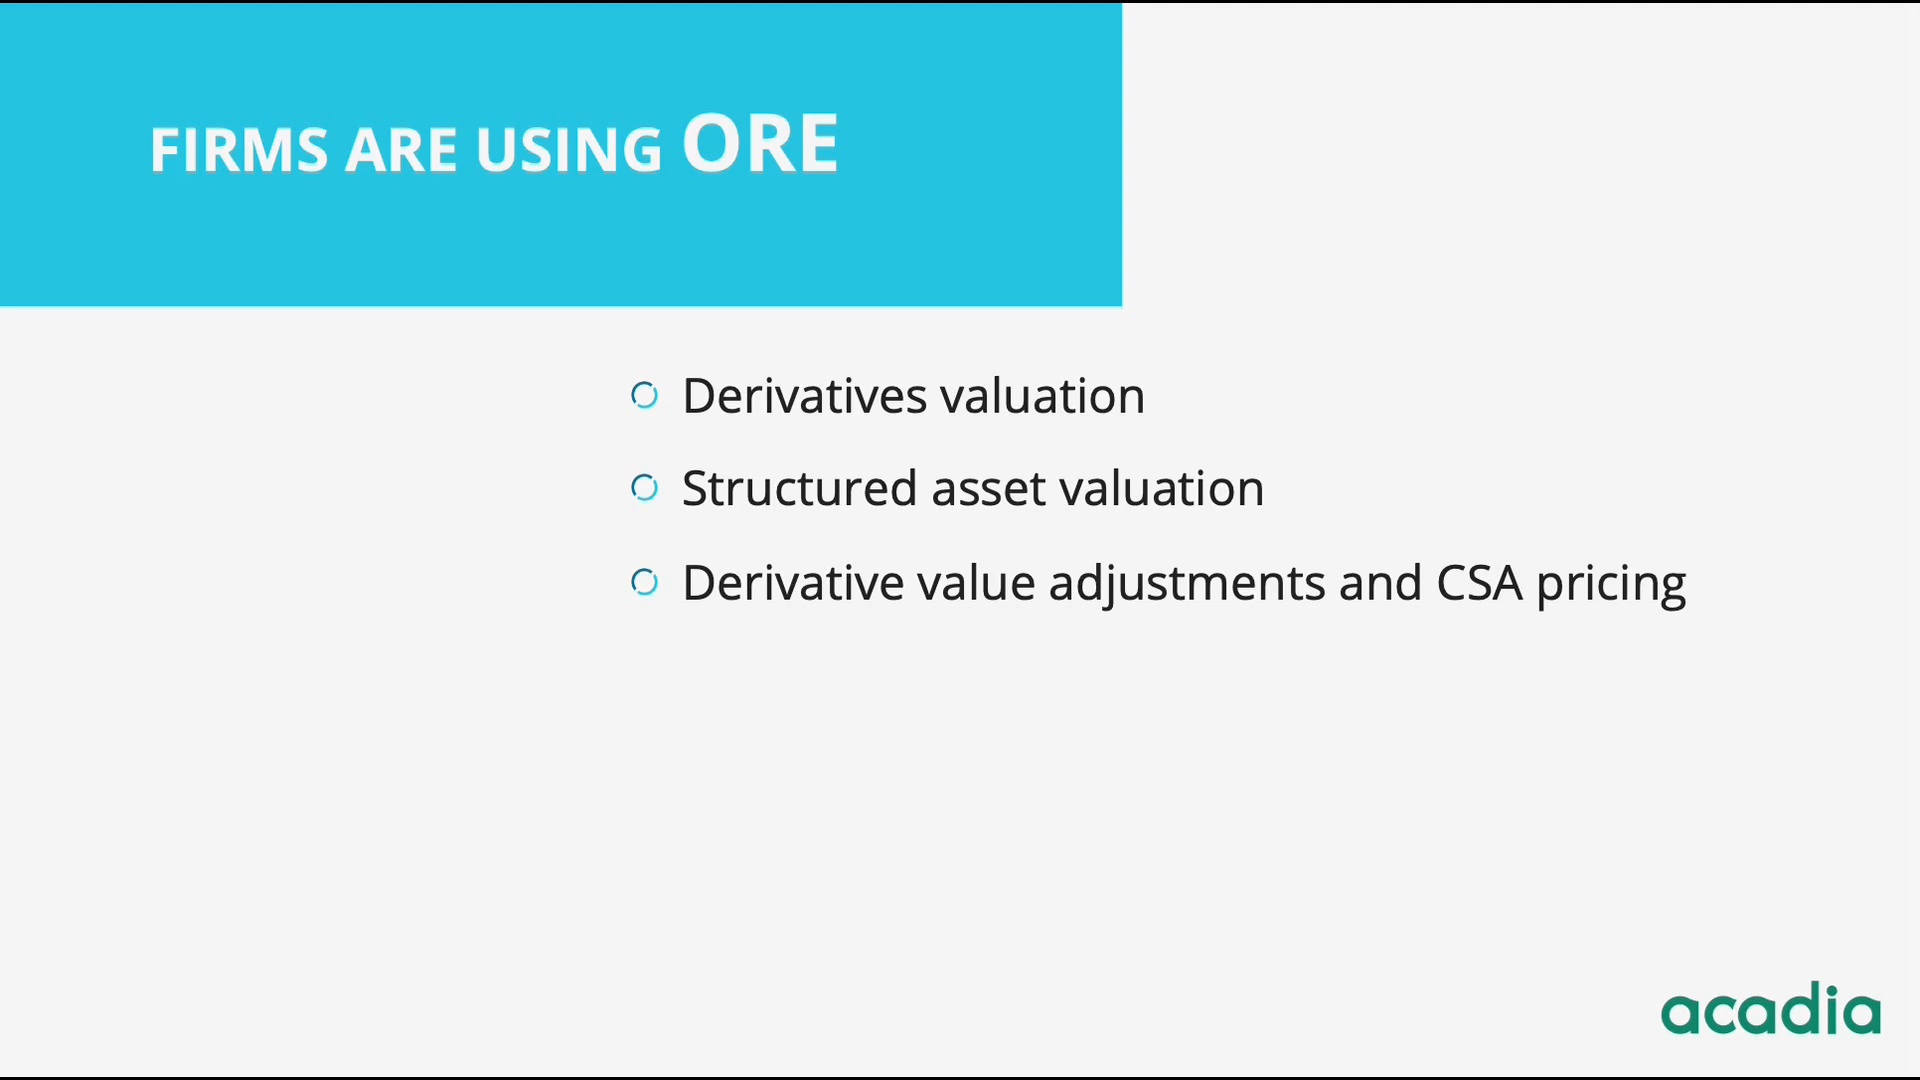 FIRMS ARE USING ORE
Derivatives valuation
Structured asset valuation
Derivative value adjustments and CSA pricing
acadia